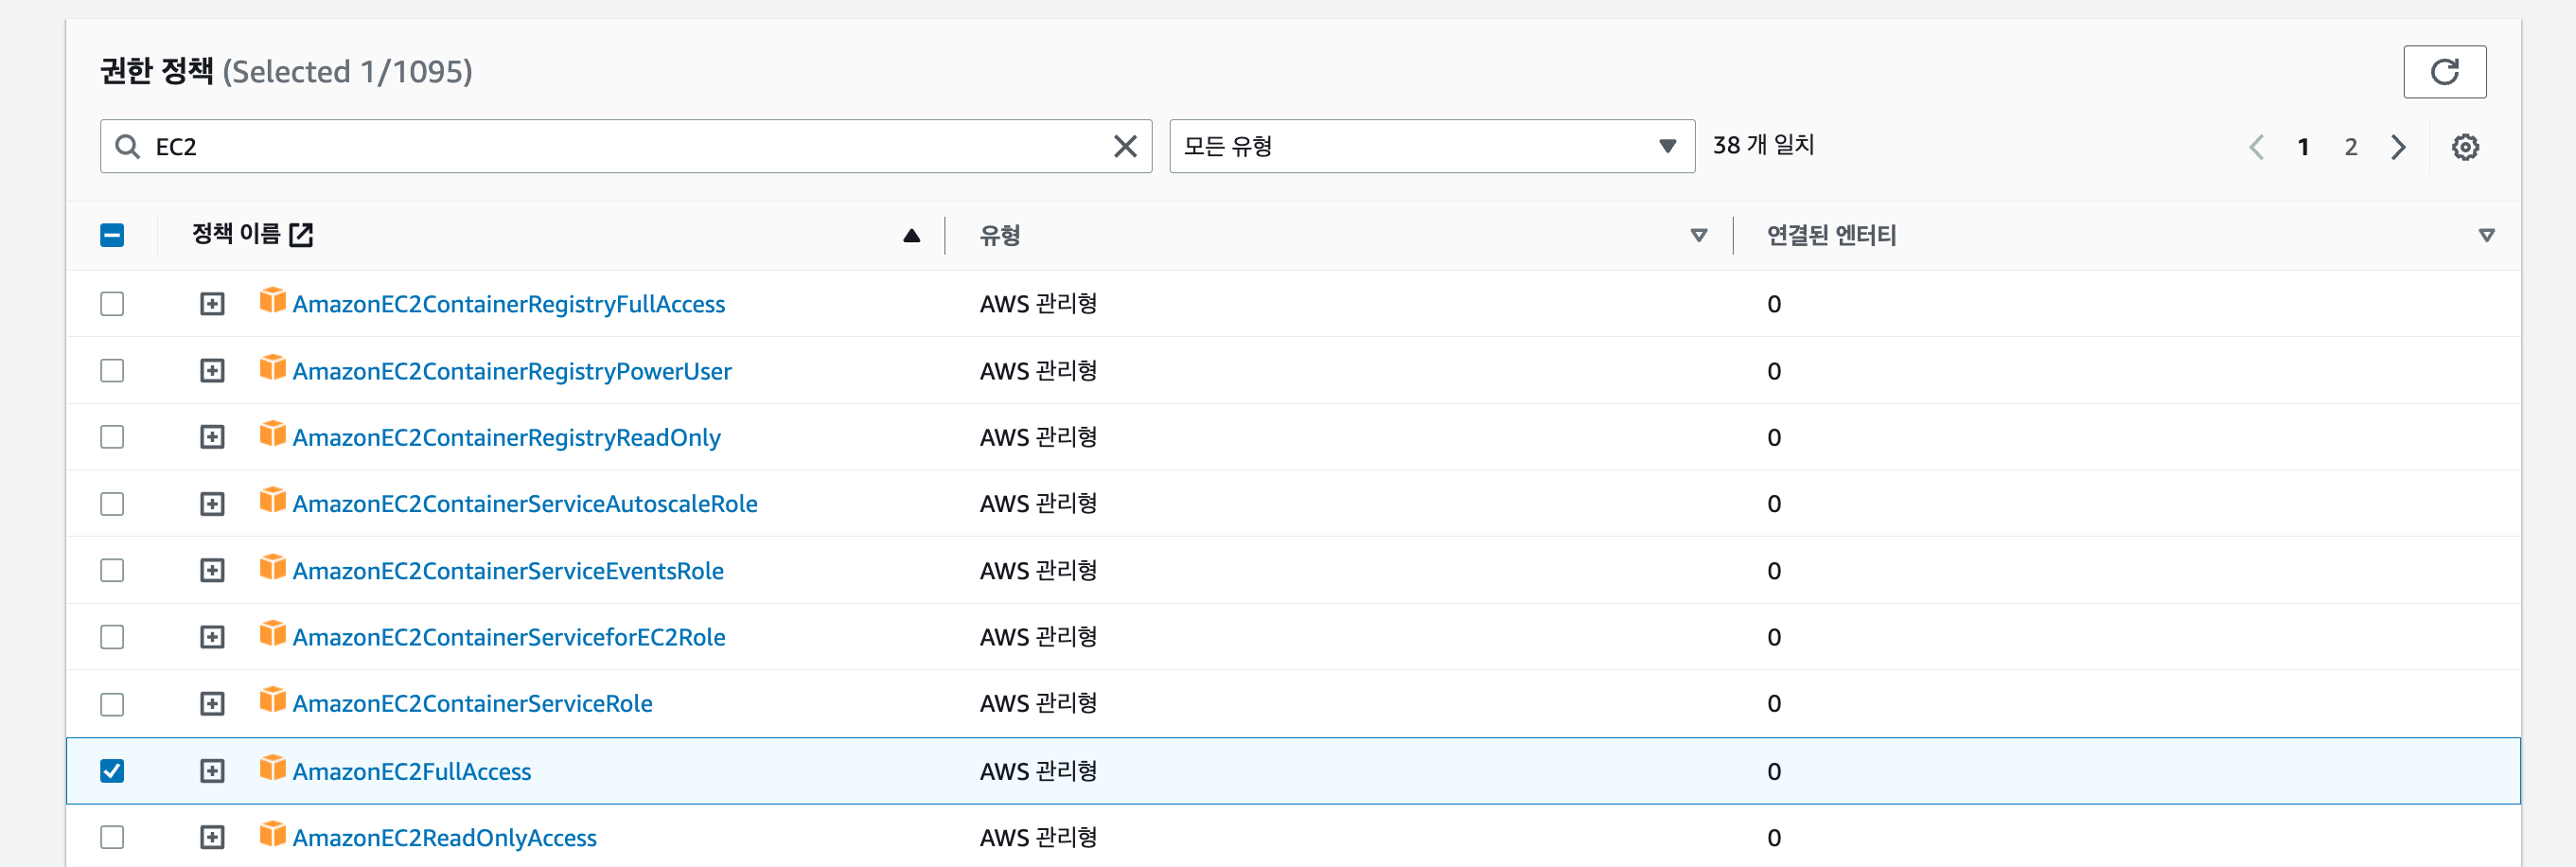 권한 정책 (Selected 1/1095)
EC2
모든 유형
38 개 일치
1 2
정책 이름 유형 연결된 엔터티
AmazonEC2ContainerRegistryFullAccess AWS 관리형 0
AmazonEC2ContainerRegistryPowerUser AWS 관리형 0
AmazonEC2ContainerRegistryReadOnly AWS 관리형 0
AmazonEC2ContainerServiceAutoscaleRole AWS 관리형 0
AmazonEC2ContainerServiceEventsRole AWS 관리형 0
AmazonEC2ContainerServiceforEC2Role AWS 관리형 0
AmazonEC2ContainerServiceRole AWS 관리형 0
AmazonEC2FullAccess AWS 관리형 0
AmazonEC2ReadOnlyAccess AWS 관리형 0